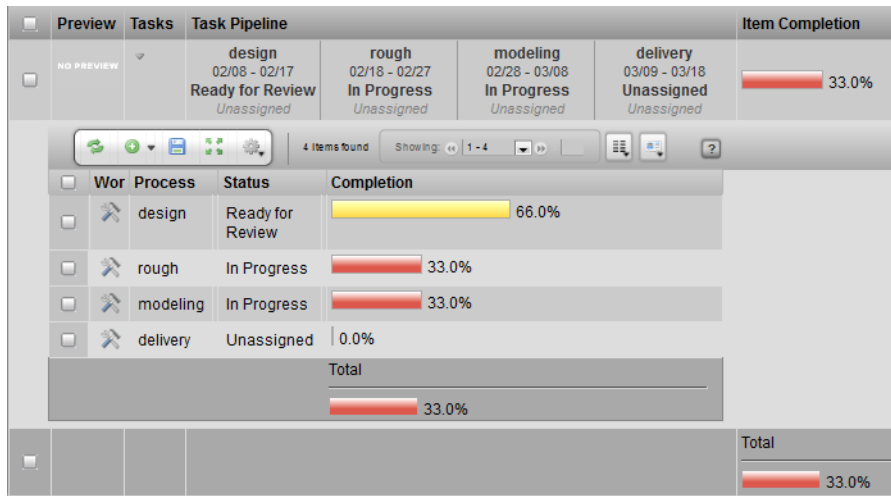 Preview Tasks Task Pipeline Item Completion
NO PREVIEW
design rough modeling delivery
02/08 - 02/17 02/18 - 02/27 02/28 - 03/08 03/09 - 03/18
Ready for Review In Progress In Progress Unassigned
Unassigned Unassigned Unassigned Unassigned
33.0%
4 items found Showing: 1 - 4 ?
Wor Process Status Completion
design Ready for Review 66.0%
rough In Progress 33.0%
modeling In Progress 33.0%
delivery Unassigned 0.0%
Total
33.0%
Total
33.0%